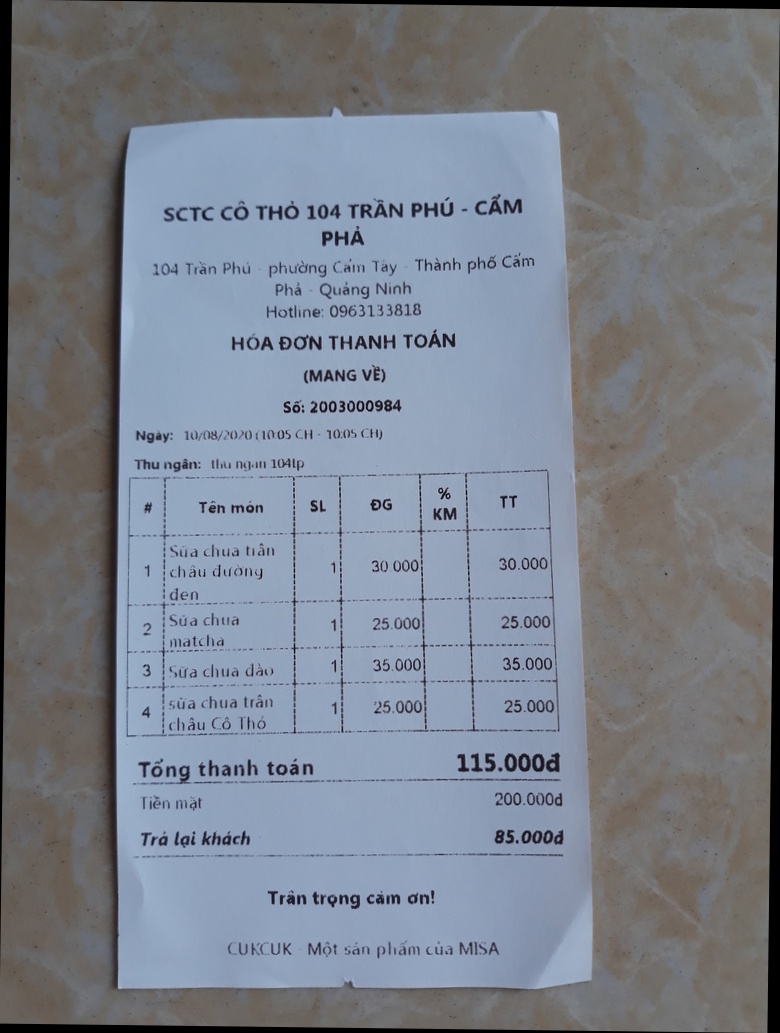 SCTC CÔ THỎ 104 TRẦN PHÚ - CẨM
PHẢ
104 Trần Phú - phường Cẩm Tây - Thành phố Cẩm
Phả - Quảng Ninh
Hotline: 0963133818
HÓA ĐƠN THANH TOÁN
(MANG VỀ)
Số: 2003000984
Ngày: 10/08/2020 (10:05 CH - 10:05 CH)
Thu ngân: thu ngan 104tp
# Tên món SL ĐG % KM TT
1 Sữa chua trân châu đường đen 1 30.000 30.000
2 Sữa chua matcha 1 25.000 25.000
3 Sữa chua đào 1 35.000 35.000
4 sữa chua trân châu Cô Thỏ 1 25.000 25.000
Tổng thanh toán 115.000đ
Tiền mặt 200.000đ
Trả lại khách 85.000đ
Trân trọng cảm ơn!
CUKCUK - Một sản phẩm của MISA